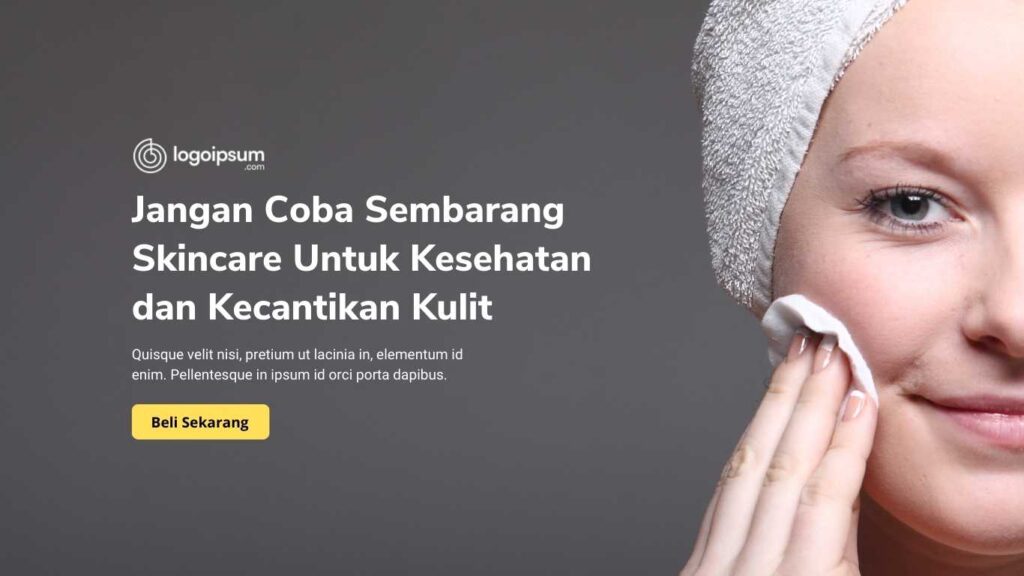 logoipsum
.com
Jangan Coba Sembarang
Skincare Untuk Kesehatan
dan Kecantikan Kulit
Quisque velit nisi, pretium ut lacinia in, elementum id
enim. Pellentesque in ipsum id orci porta dapibus.
Beli Sekarang